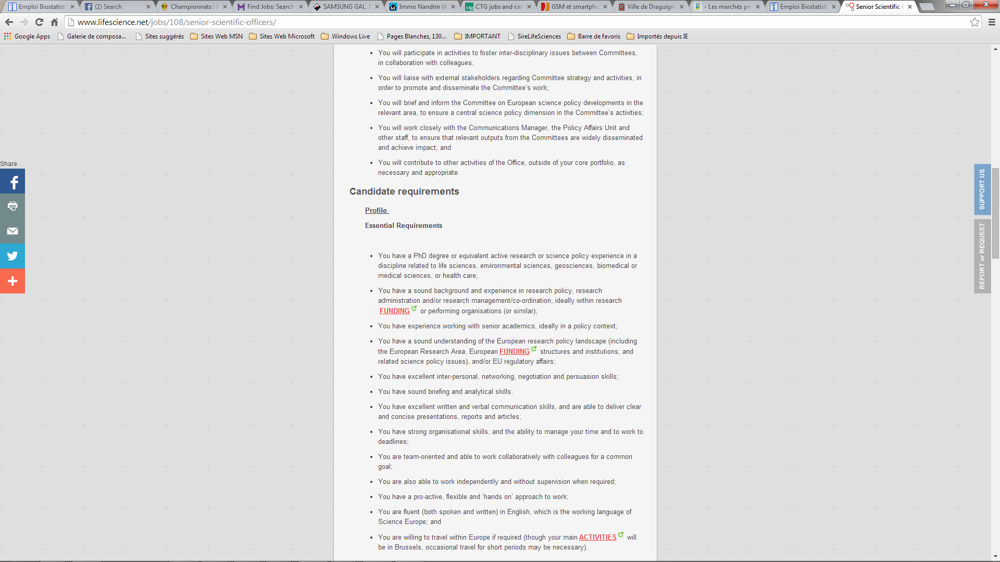 Emploi Biostatisti
(2) Search
Championnats : r
Find Jobs: Search
SAMSUNG GAL.
Immo Nandrin (4
CTG jobs and car
GSM et smartpho
Ville de Draguign
- Les marchés pr
Emploi Biostatisti
Senior Scientific
www.lifescience.net/jobs/108/senior-scientific-officers/
Google Apps
Galerie de composa...
Sites suggérés
Sites Web MSN
Sites Web Microsoft
Windows Live
Pages Blanches, 130...
IMPORTANT
SireLifeSciences
Barre de favoris
Importés depuis IE
• You will participate in activities to foster inter-disciplinary issues between Committees,
in collaboration with colleagues;
• You will liaise with external stakeholders regarding Committee strategy and activities, in
order to promote and disseminate the Committee's work;
• You will brief and inform the Committee on European science policy developments in the
relevant area, to ensure a central science policy dimension in the Committee's activities;
• You will work closely with the Communications Manager, the Policy Affairs Unit and
other staff, to ensure that relevant outputs from the Committees are widely disseminated
and achieve impact; and
• You will contribute to other activities of the Office, outside of your core portfolio, as
necessary and appropriate.
Share
SUPPORT US
REPORT or REQUEST
Candidate requirements
Profile
Essential Requirements
• You have a PhD degree or equivalent active research or science policy experience in a
discipline related to life sciences, environmental sciences, geosciences, biomedical or
medical sciences, or health care;
• You have a sound background and experience in research policy, research
administration and/or research management/co-ordination, ideally within research
FUNDING or performing organisations (or similar);
• You have experience working with senior academics, ideally in a policy context;
• You have a sound understanding of the European research policy landscape (including
the European Research Area, European FUNDING structures and institutions, and
related science policy issues), and/or EU regulatory affairs;
• You have excellent inter-personal, networking, negotiation and persuasion skills;
• You have sound briefing and analytical skills;
• You have excellent written and verbal communication skills, and are able to deliver clear
and concise presentations, reports and articles;
• You have strong organisational skills, and the ability to manage your time and to work to
deadlines;
• You are team-oriented and able to work collaboratively with colleagues for a common
goal;
• You are also able to work independently and without supervision when required;
• You have a pro-active, flexible and ‘hands on’ approach to work;
• You are fluent (both spoken and written) in English, which is the working language of
Science Europe; and
• You are willing to travel within Europe if required (though your main ACTIVITIES will
be in Brussels, occasional travel for short periods may be necessary).